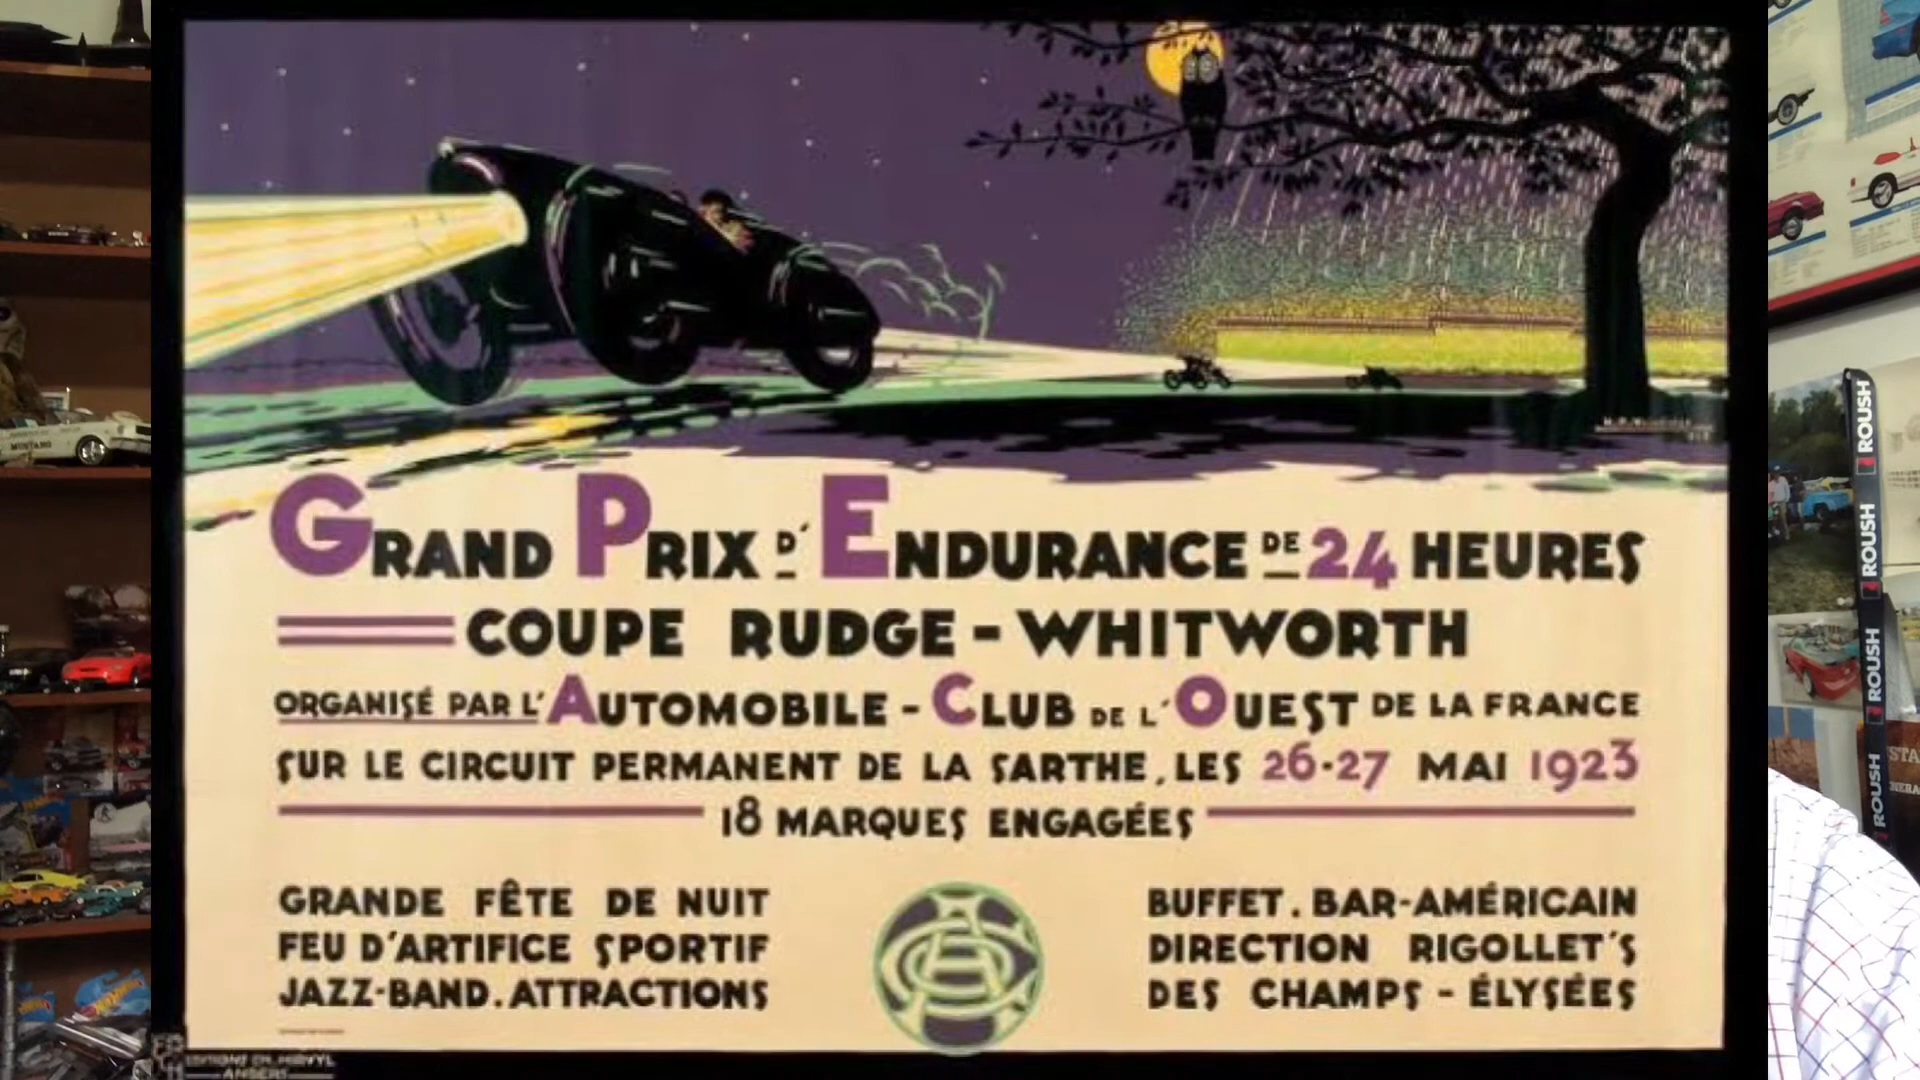 GRAND PRIX D'ENDURANCE DE 24 HEURES
COUPE RUDGE-WHITWORTH
ORGANISÉ PAR L'AUTOMOBILE-CLUB DE L'OUEST DE LA FRANCE
SUR LE CIRCUIT PERMANENT DE LA SARTHE, LES 26-27 MAI 1923
18 MARQUES ENGAGÉES
GRANDE FÊTE DE NUIT
FEU D'ARTIFICE SPORTIF
JAZZ-BAND. ATTRACTIONS
BUFFET. BAR-AMÉRICAIN
DIRECTION RIGOLLET'S
DES CHAMPS-ÉLYSÉES
MUSTANG
ROUSH
ROUSH
ROUSH
ROUSH